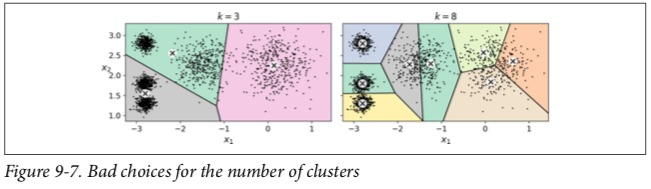 k = 3
k = 8
x₂
3.0
2.5
2.0
1.5
1.0
−3 −2 −1 0 1
−3 −2 −1 0 1
x₁
x₁
Figure 9-7. Bad choices for the number of clusters